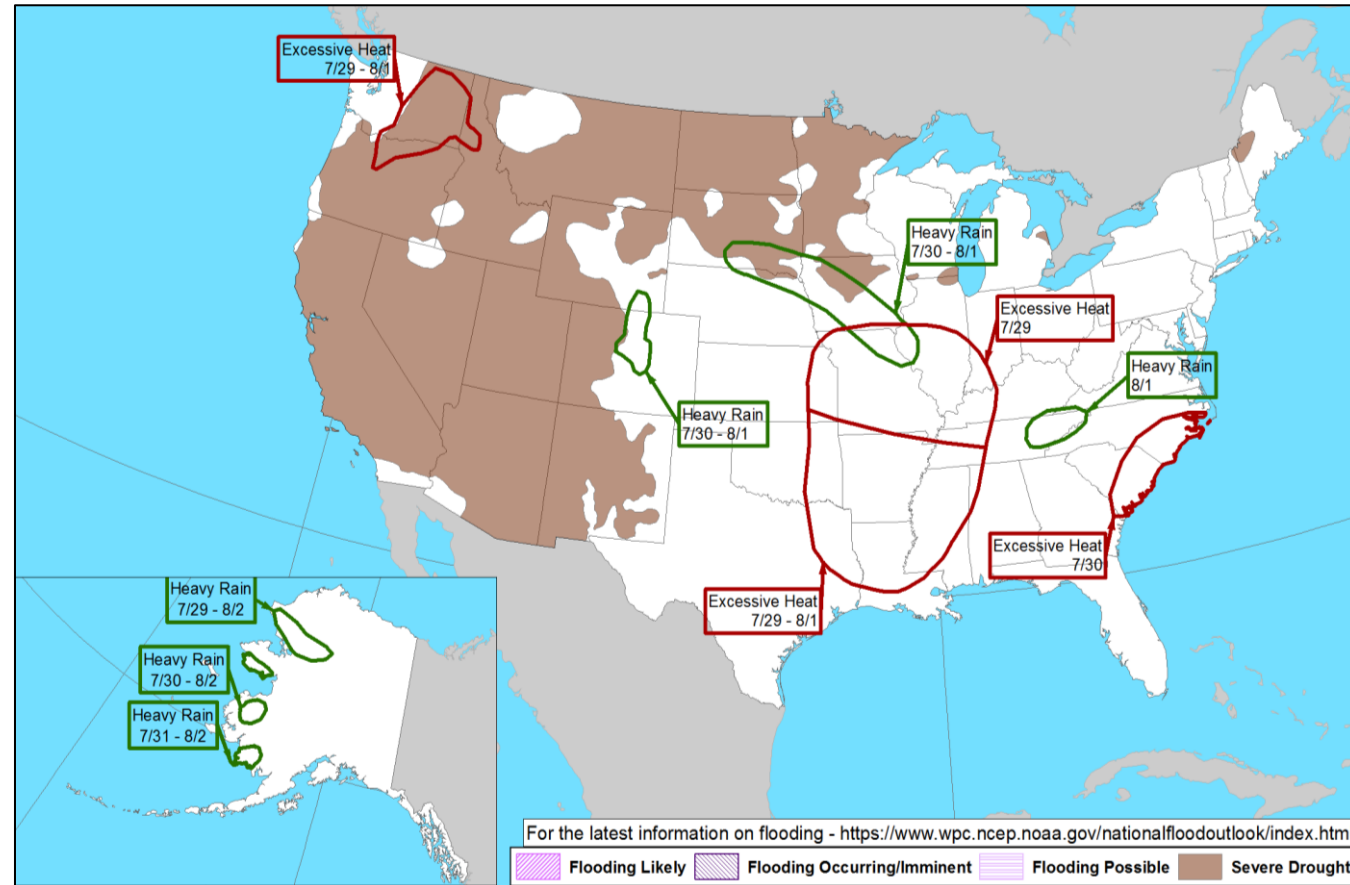 Excessive Heat
7/29 - 8/1
Heavy Rain
7/30 - 8/1
Excessive Heat
7/29
Heavy Rain
8/1
Heavy Rain
7/30 - 8/1
Excessive Heat
7/30
Excessive Heat
7/29 - 8/1
Heavy Rain
7/29 - 8/2
Heavy Rain
7/30 - 8/2
Heavy Rain
7/31 - 8/2
For the latest information on flooding - https://www.wpc.ncep.noaa.gov/nationalfloodoutlook/index.htm
Flooding Likely Flooding Occurring/Imminent Flooding Possible Severe Drought